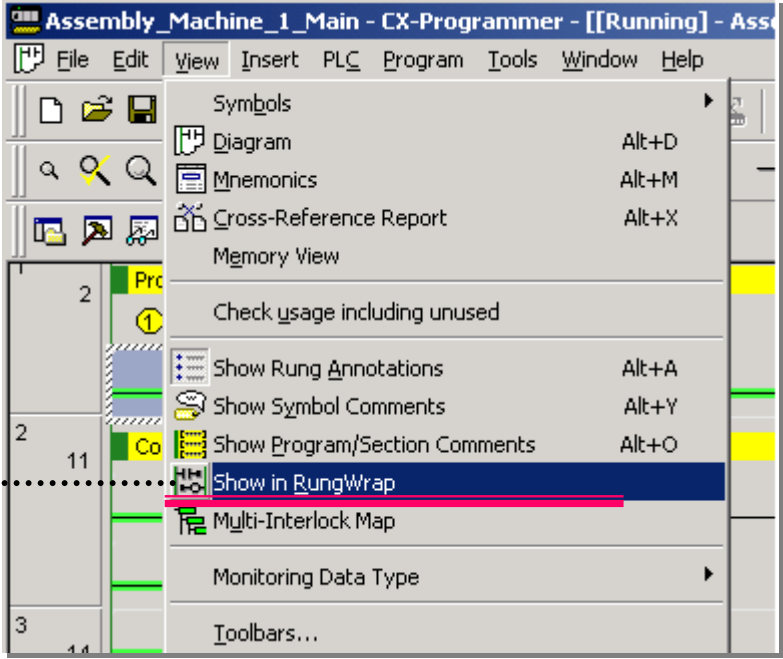 Assembly_Machine_1_Main - CX-Programmer - [[Running] - Ass
File Edit View Insert PLC Program Tools Window Help
Symbols
Diagram Alt+D
Mnemonics Alt+M
Cross-Reference Report Alt+X
Memory View
1
2
Pro
1
Check usage including unused
Show Rung Annotations Alt+A
Show Symbol Comments Alt+Y
2
11
Co
Show Program/Section Comments Alt+O
Show in RungWrap
Multi-Interlock Map
Monitoring Data Type
3
14
Toolbars...